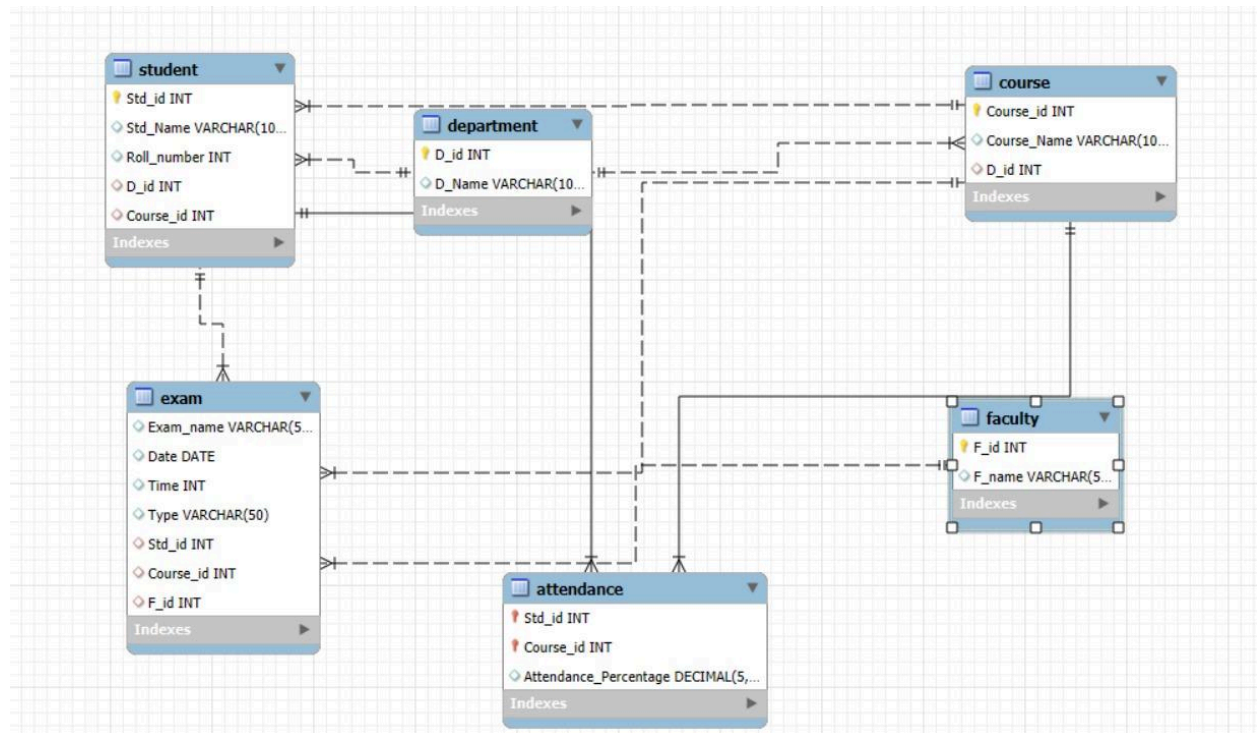 student
Std_id INT
Std_Name VARCHAR(10...
Roll_number INT
D_id INT
Course_id INT
Indexes
department
D_id INT
D_Name VARCHAR(10...
Indexes
course
Course_id INT
Course_Name VARCHAR(10...
D_id INT
Indexes
exam
Exam_name VARCHAR(5...
Date DATE
Time INT
Type VARCHAR(50)
Std_id INT
Course_id INT
F_id INT
Indexes
faculty
F_id INT
F_name VARCHAR(5...
Indexes
attendance
Std_id INT
Course_id INT
Attendance_Percentage DECIMAL(5,...
Indexes